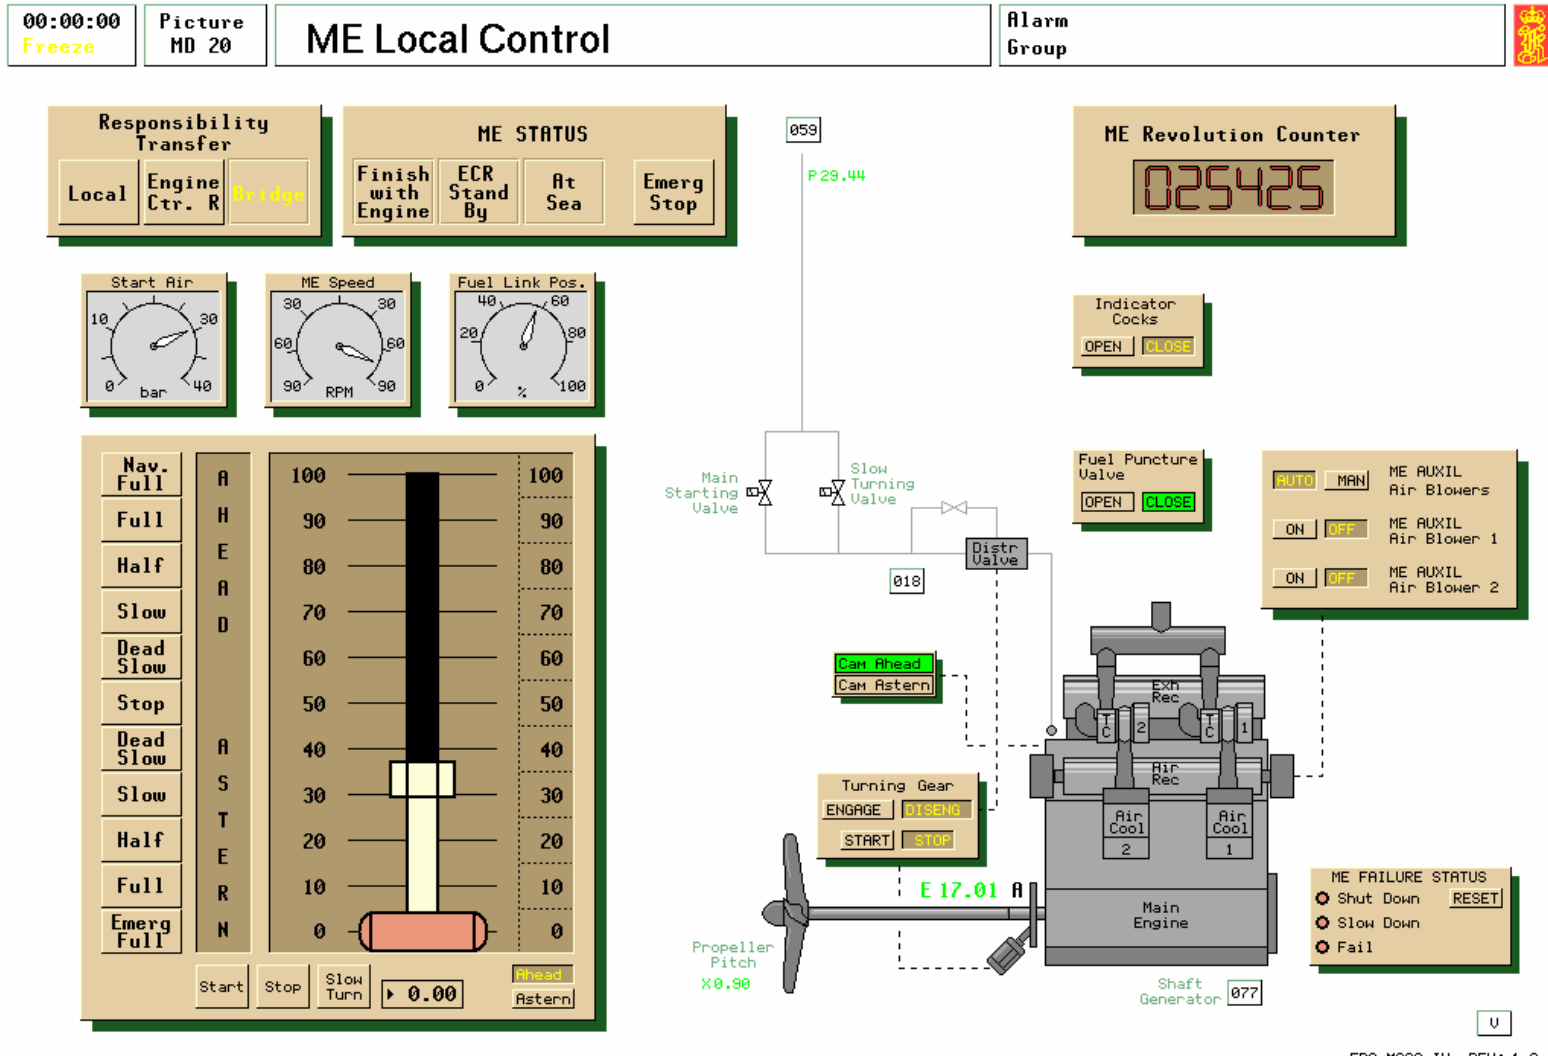 00:00:00
Freeze
Picture
MD 20
ME Local Control
Alarm
Group
Responsibility
Transfer
Local
Engine
Ctr. R
Bridge
ME STATUS
Finish
with
Engine
ECR
Stand
By
At
Sea
Emerg
Stop
059
P 29.44
ME Revolution Counter
025425
Start Air
0
10
30
40
bar
ME Speed
30
30
60
60
90
90
RPM
Fuel Link Pos.
40
60
20
80
0
100
%
Indicator
Cocks
OPEN
CLOSE
Nav.
Full
Full
Half
Slow
Dead
Slow
Stop
Dead
Slow
Slow
Half
Full
Emerg
Full
A
H
E
A
D
A
S
T
E
R
N
100
90
80
70
60
50
40
30
20
10
0
100
90
80
70
60
50
40
30
20
10
0
Start
Stop
Slow
Turn
0.00
Ahead
Astern
Main
Starting
Valve
Slow
Turning
Valve
Distr
Valve
018
Fuel Puncture
Valve
OPEN
CLOSE
AUTO
MAN
ME AUXIL
Air Blowers
ON
OFF
ME AUXIL
Air Blower 1
ON
OFF
ME AUXIL
Air Blower 2
Cam Ahead
Cam Astern
Exh
Rec
T
C
2
T
C
1
Air
Rec
Air
Cool
2
Air
Cool
1
Turning Gear
ENGAGE
DISENG
START
STOP
E 17.01 A
Main
Engine
Propeller
Pitch
X 0.90
Shaft
Generator
077
ME FAILURE STATUS
Shut Down
RESET
Slow Down
Fail
V